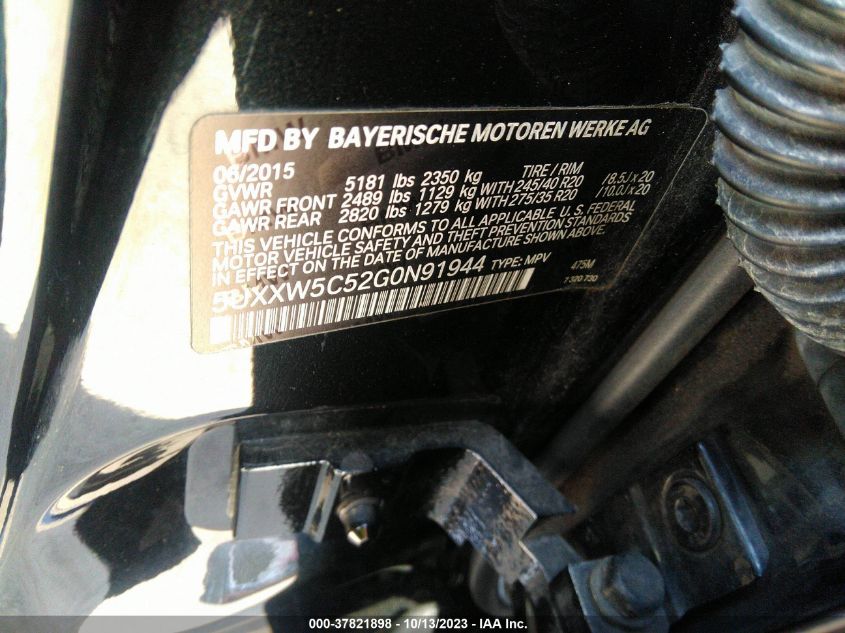 MFD BY BAYERISCHE MOTOREN WERKE AG
06/2015
GVWR 5181 lbs 2350 kg TIRE / RIM
GAWR FRONT 2489 lbs 1129 kg WITH 245/40 R20 /8.5J x 20
GAWR REAR 2820 lbs 1279 kg WITH 275/35 R20 /10.0J x 20
THIS VEHICLE CONFORMS TO ALL APPLICABLE U.S. FEDERAL
MOTOR VEHICLE SAFETY AND THEFT PREVENTION STANDARDS
IN EFFECT ON THE DATE OF MANUFACTURE SHOWN ABOVE.
5UXXW5C52G0N91944 TYPE: MPV 475M
7 320 730
000-37821898 - 10/13/2023 - IAA Inc.